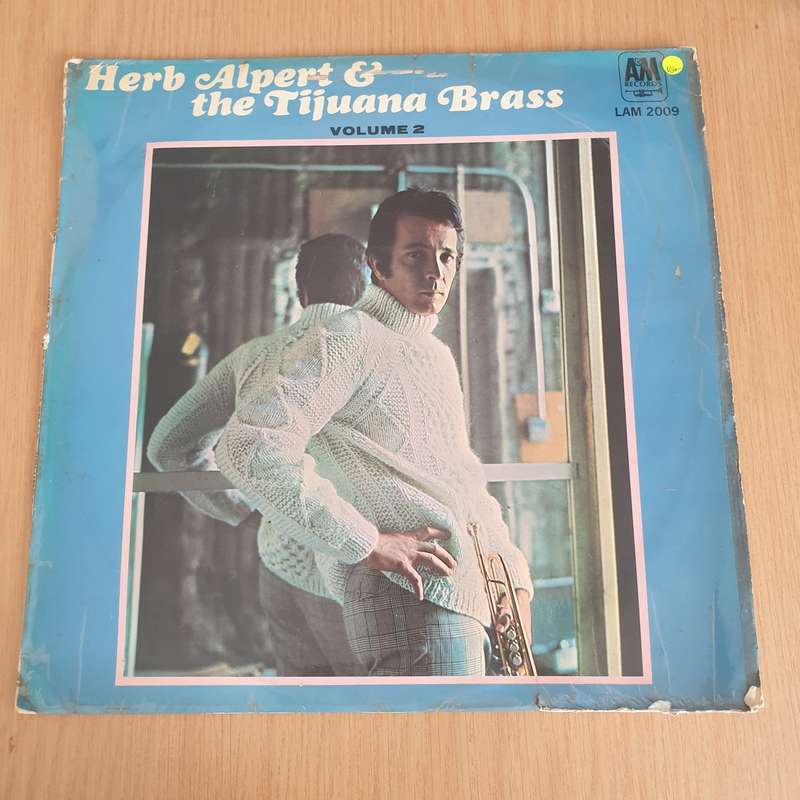 Herb Alpert &
the Tijuana Brass
VOLUME 2
A&M
RECORDS
LAM 2009